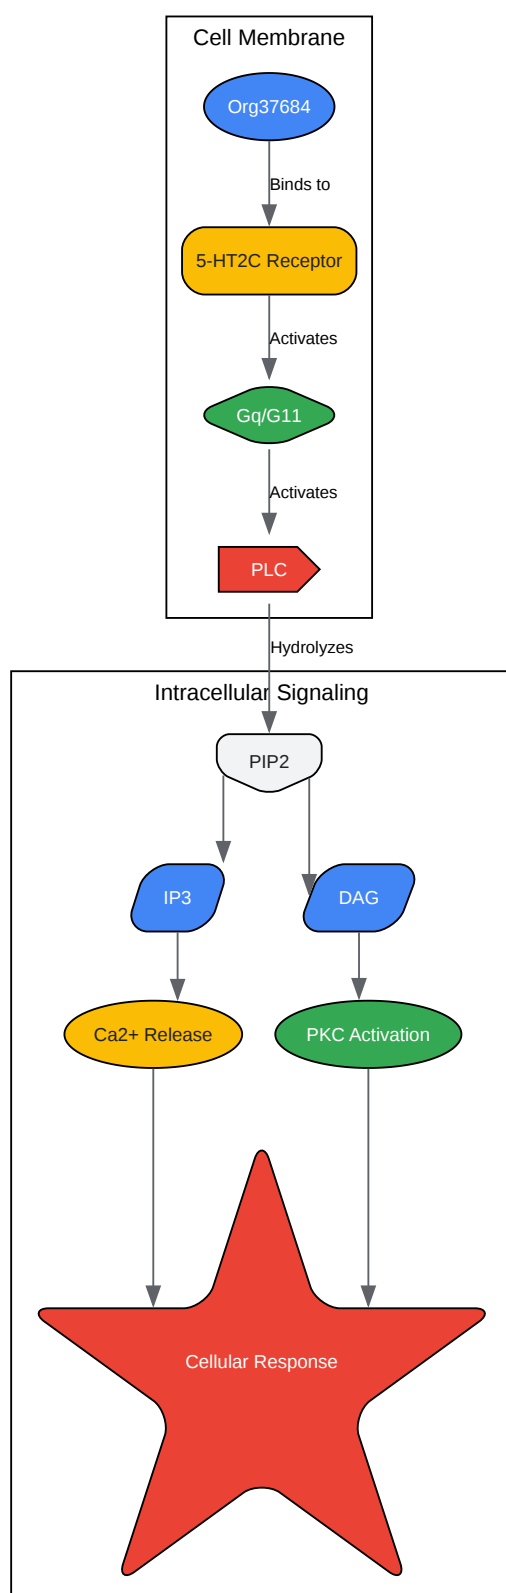 Cell Membrane
Org37684
Binds to
5-HT2C Receptor
Activates
Gq/G11
Activates
PLC
Hydrolyzes
Intracellular Signaling
PIP2
IP3
DAG
Ca2+ Release
PKC Activation
Cellular Response